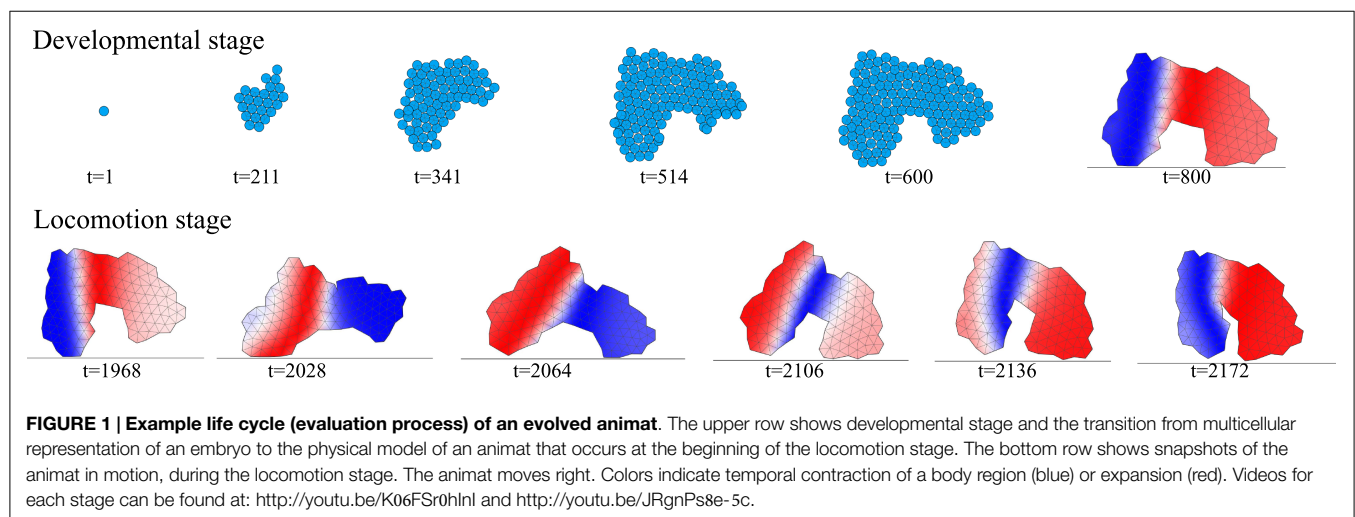 Developmental stage
t=1 t=211 t=341 t=514 t=600 t=800
Locomotion stage
t=1968 t=2028 t=2064 t=2106 t=2136 t=2172
FIGURE 1 | Example life cycle (evaluation process) of an evolved animat. The upper row shows developmental stage and the transition from multicellular
representation of an embryo to the physical model of an animat that occurs at the beginning of the locomotion stage. The bottom row shows snapshots of the
animat in motion, during the locomotion stage. The animat moves right. Colors indicate temporal contraction of a body region (blue) or expansion (red). Videos for
each stage can be found at: http://youtu.be/K06FSr0hlnI and http://youtu.be/JRgnPs8e-5c.